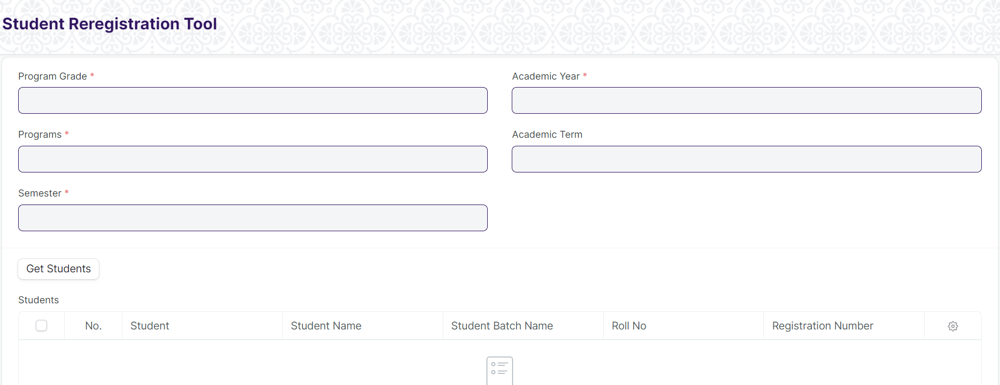 Student Reregistration Tool
Program Grade *
Academic Year *
Programs *
Academic Term
Semester *
Get Students
Students
No. Student Student Name Student Batch Name Roll No Registration Number